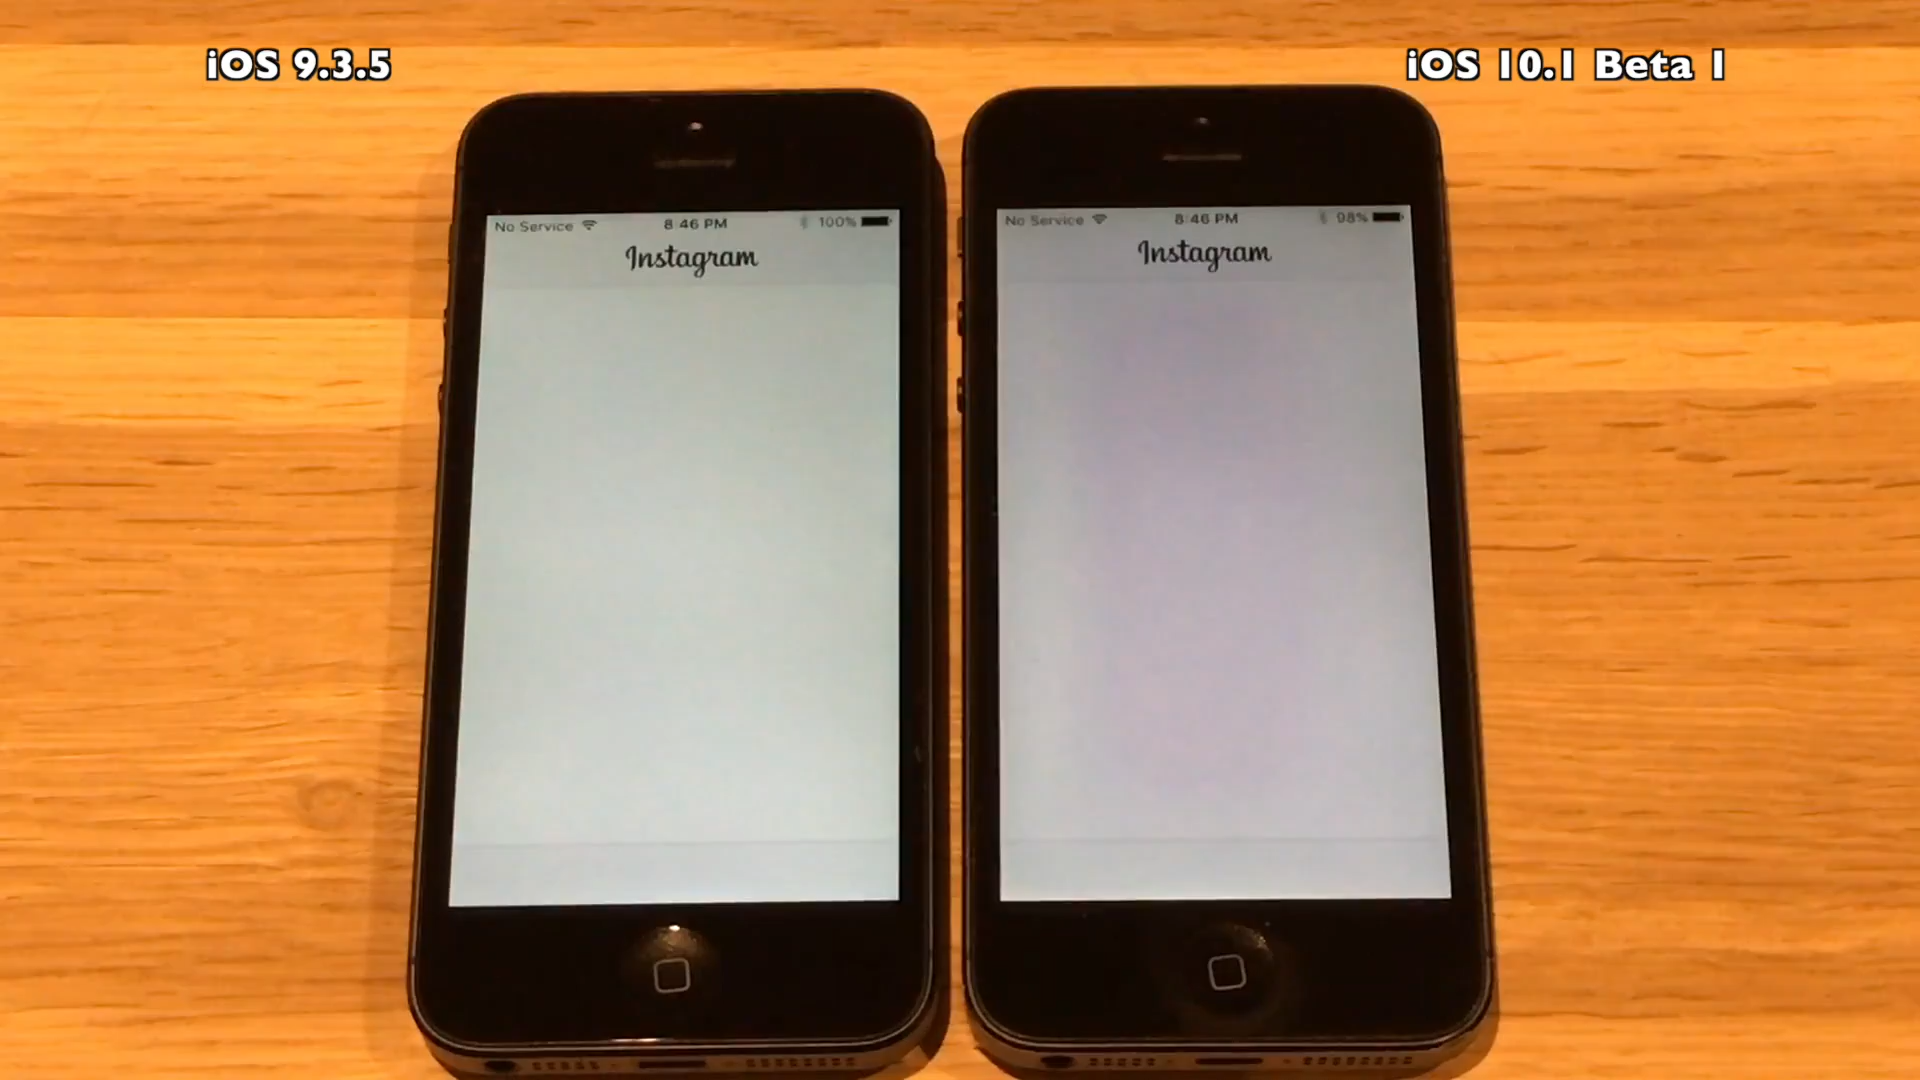 iOS 9.3.5
iOS 10.1 Beta 1
No Service 8:46 PM 100%
Instagram
No Service 8:46 PM 98%
Instagram